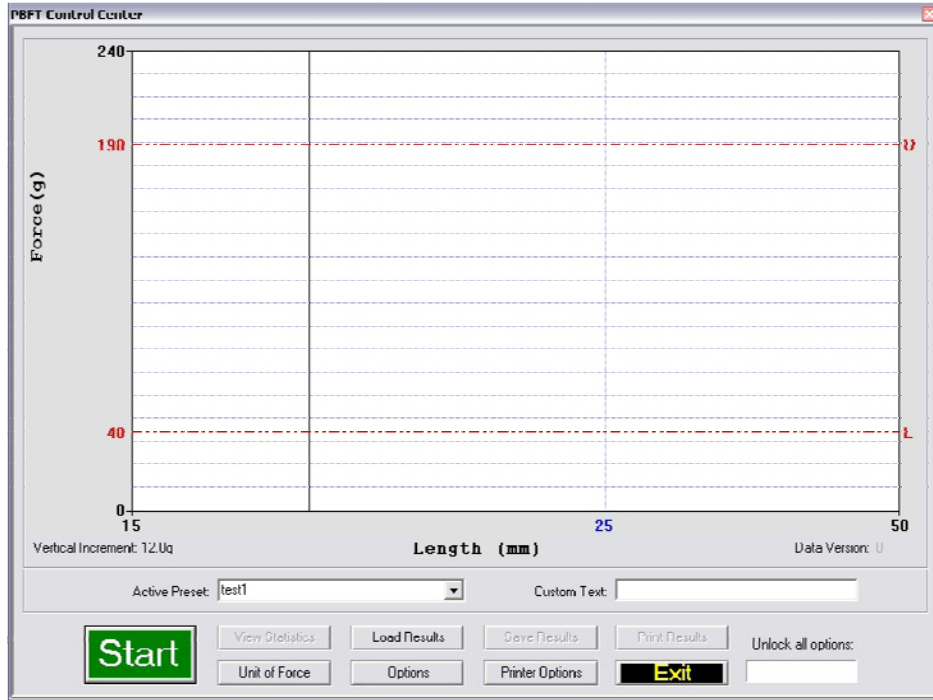 PBFT Control Center
240
190
U
Force(g)
40
L
0
15
25
50
Vertical Increment: 12.0g
Length (mm)
Data Version: 0
Active Preset: test1
Custom Text:
Start
View Statistics
Load Results
Save Results
Print Results
Unlock all options:
Unit of Force
Options
Printer Options
Exit